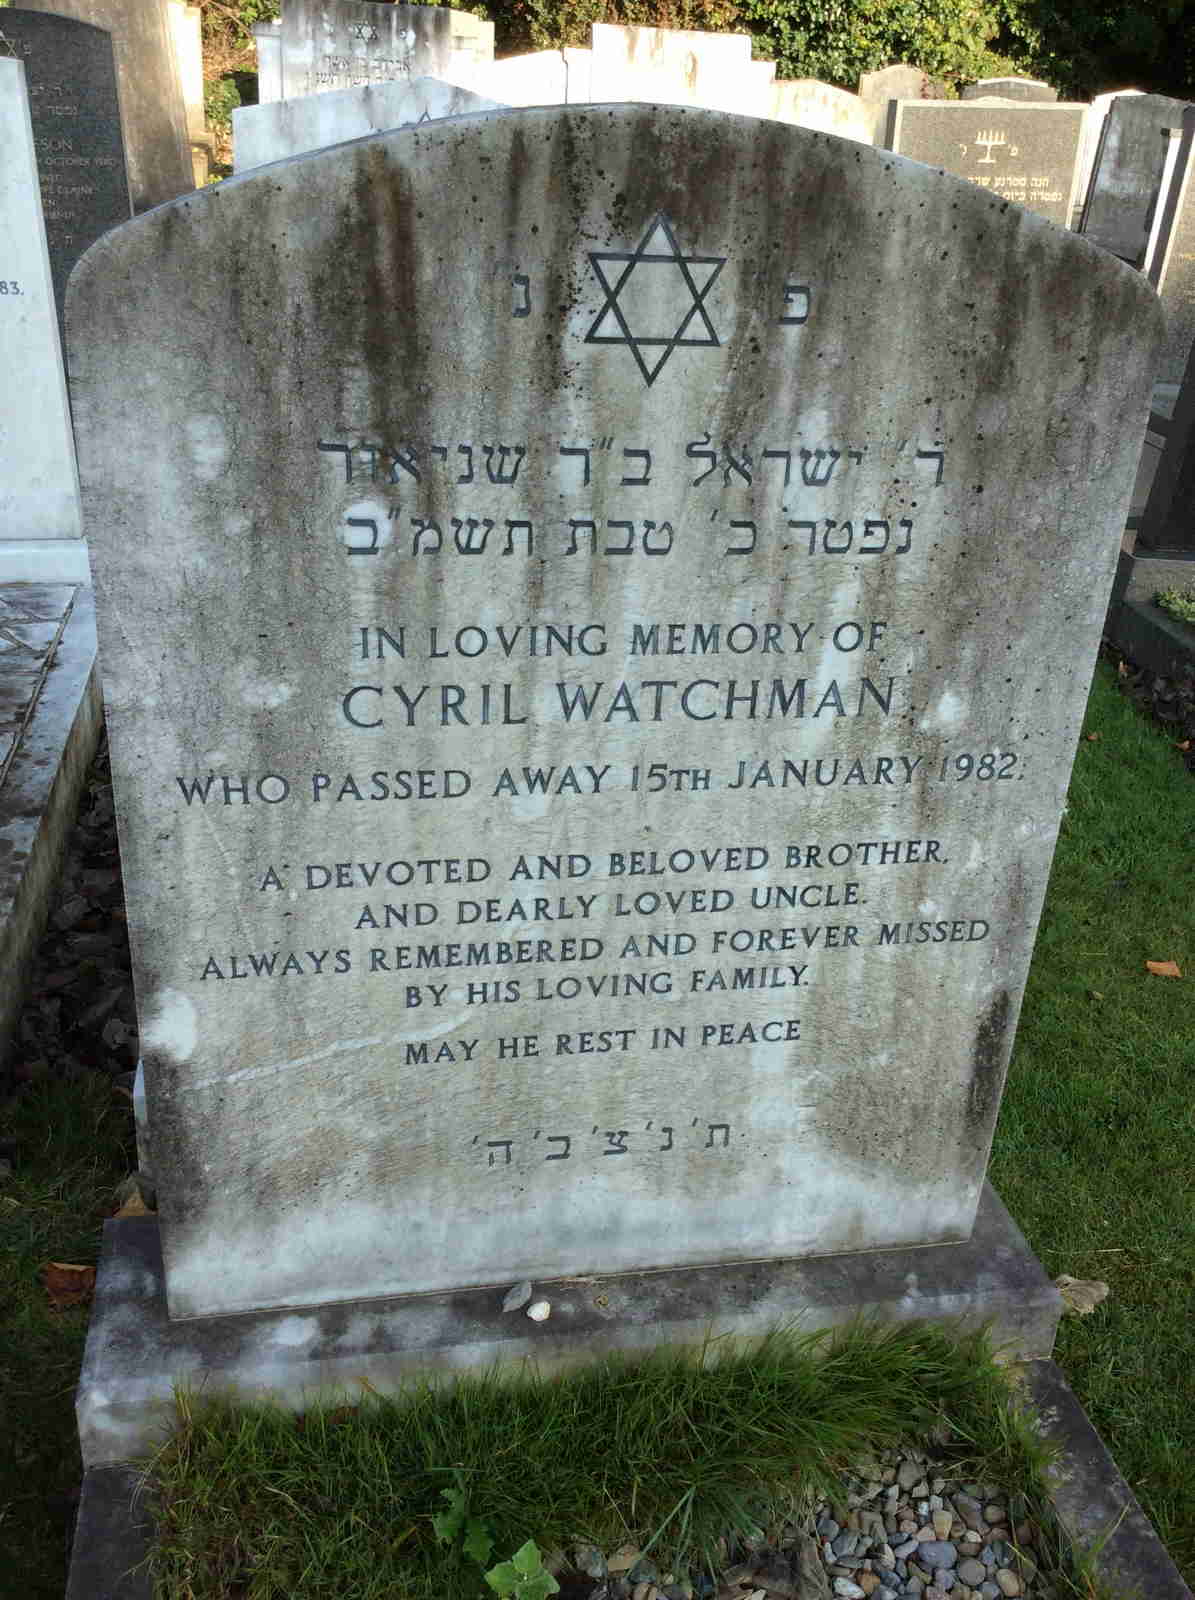 פ נ
ר׳ ישראל ב"ר שניאור
נפטר כ׳ טבת תשמ"ב
IN LOVING MEMORY OF
CYRIL WATCHMAN
WHO PASSED AWAY 15TH JANUARY 1982.
A DEVOTED AND BELOVED BROTHER,
AND DEARLY LOVED UNCLE.
ALWAYS REMEMBERED AND FOREVER MISSED
BY HIS LOVING FAMILY.
MAY HE REST IN PEACE
ת׳ נ׳ צ׳ ב׳ ה׳